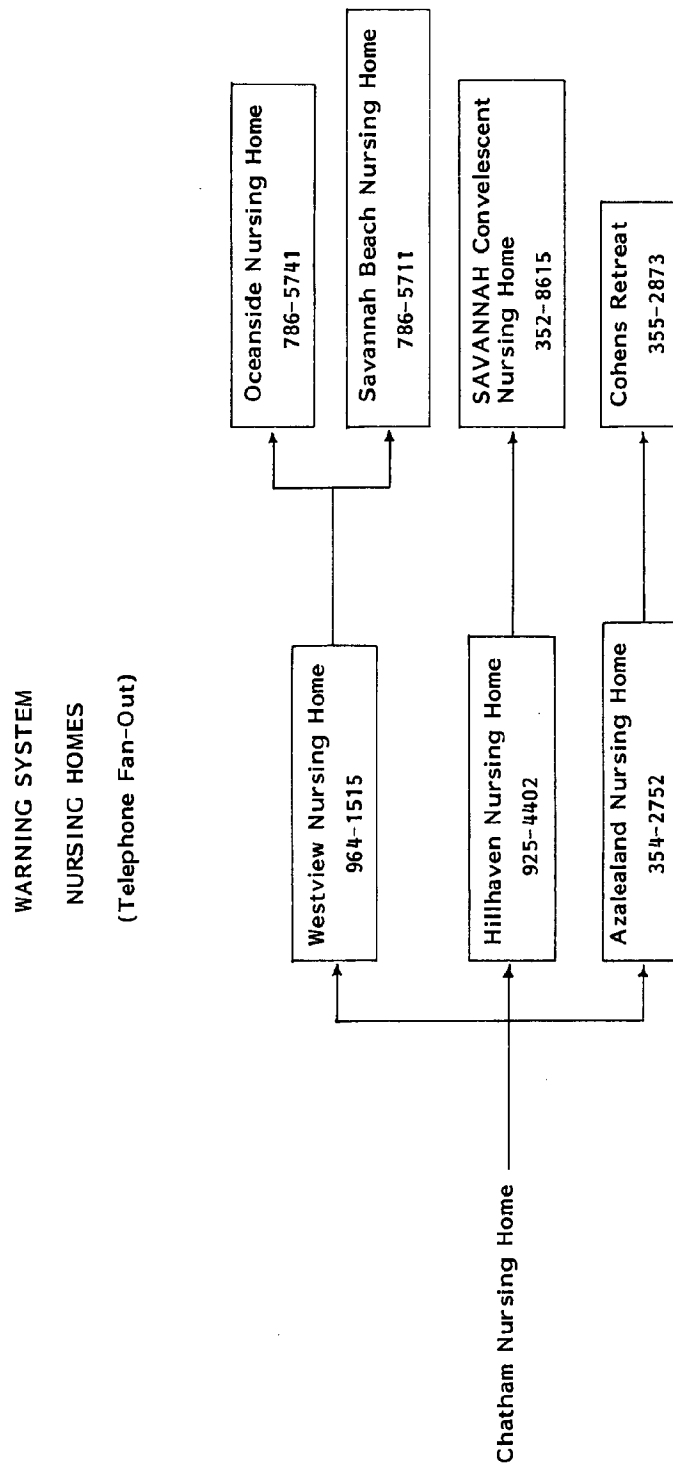 WARNING SYSTEM
NURSING HOMES
(Telephone Fan-Out)
Chatham Nursing Home
Westview Nursing Home
964-1515
Hillhaven Nursing Home
925-4402
Azalealand Nursing Home
354-2752
Oceanside Nursing Home
786-5741
Savannah Beach Nursing Home
786-5711
SAVANNAH Convelescent
Nursing Home
352-8615
Cohens Retreat
355-2873